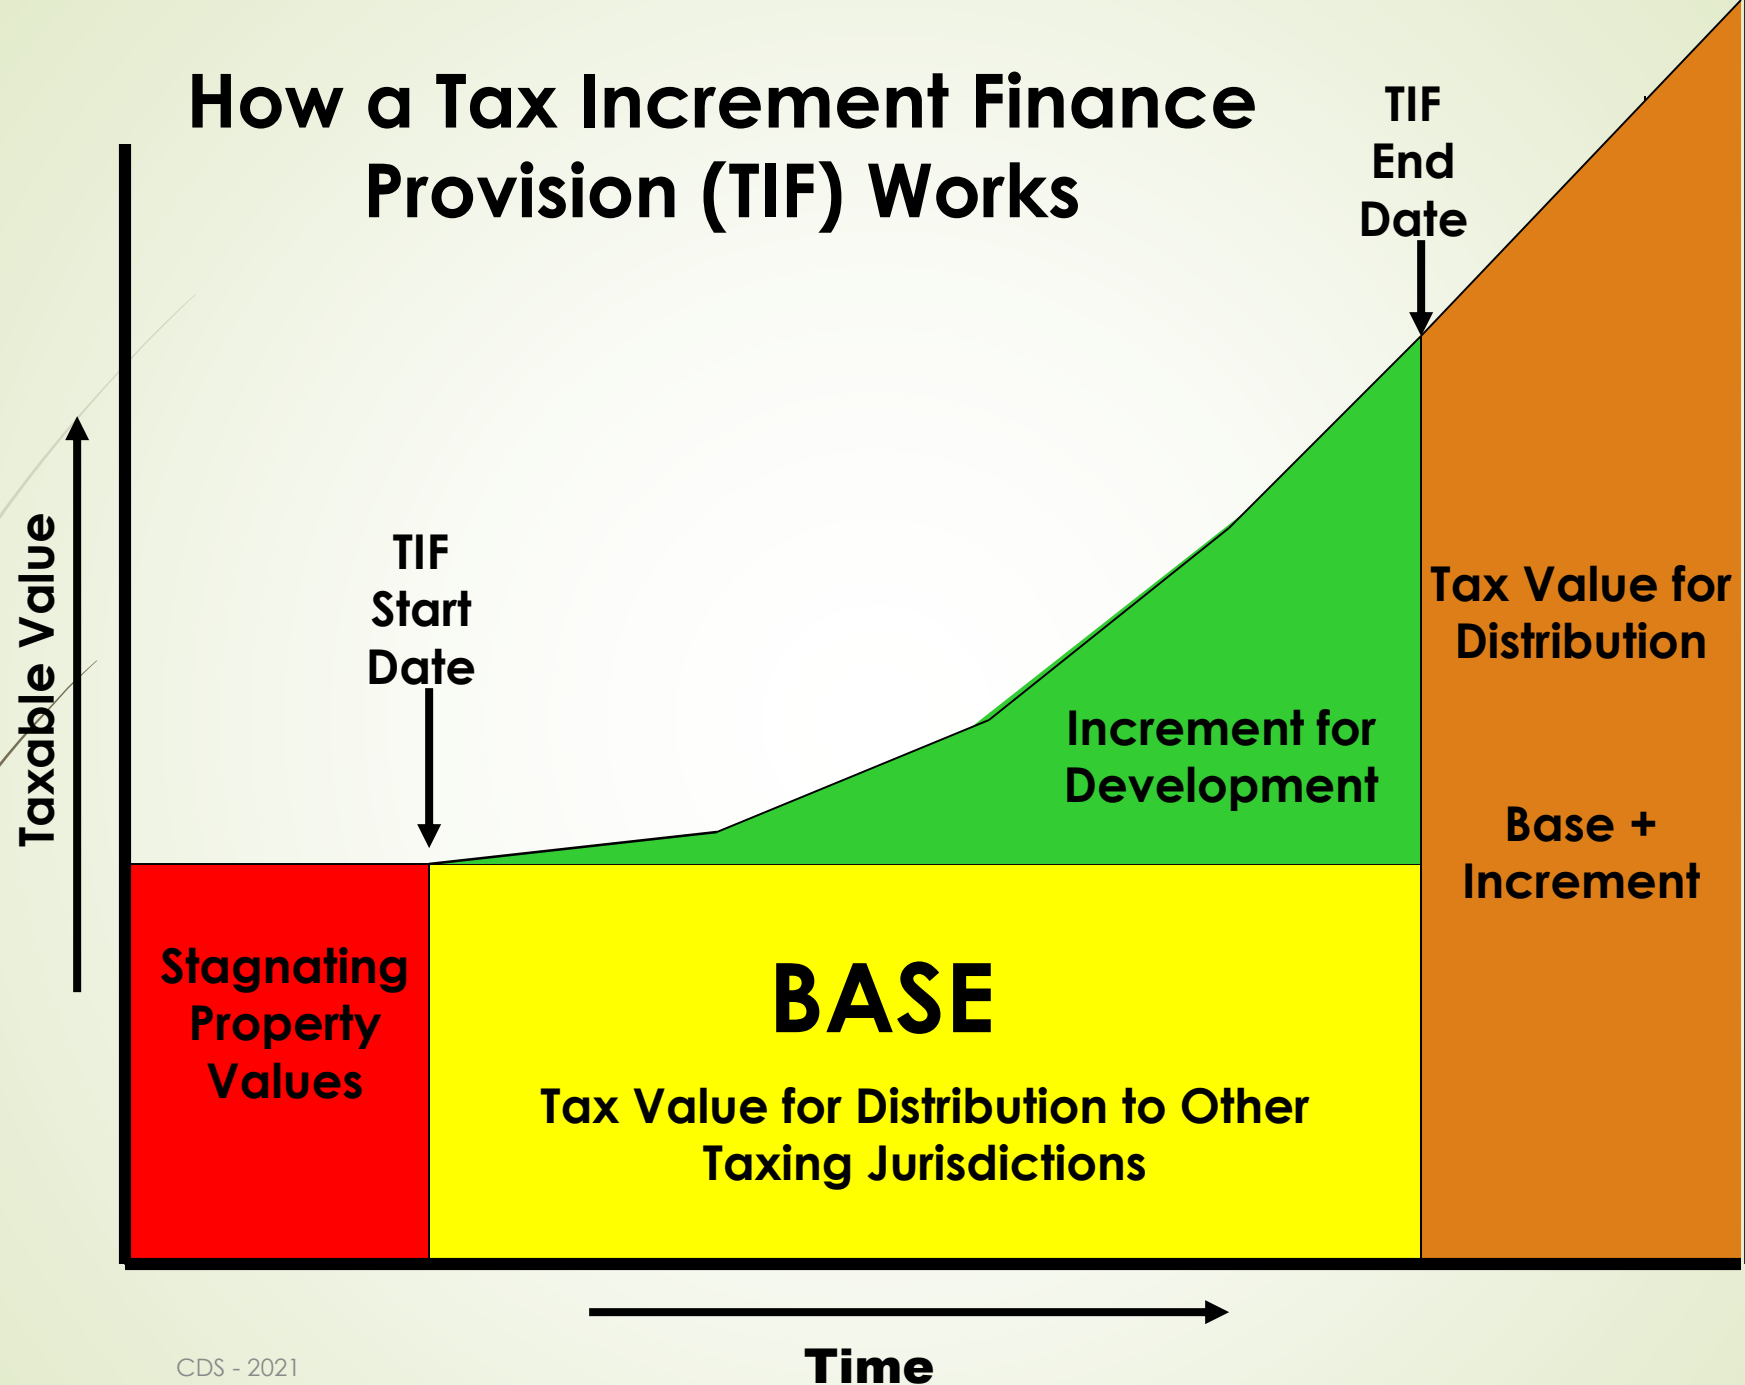 How a Tax Increment Finance
Provision (TIF) Works
TIF
End
Date
TIF
Start
Date
Taxable Value
Tax Value for
Distribution
Increment for
Development
Base +
Increment
Stagnating
Property
Values
BASE
Tax Value for Distribution to Other
Taxing Jurisdictions
Time
CDS - 2021